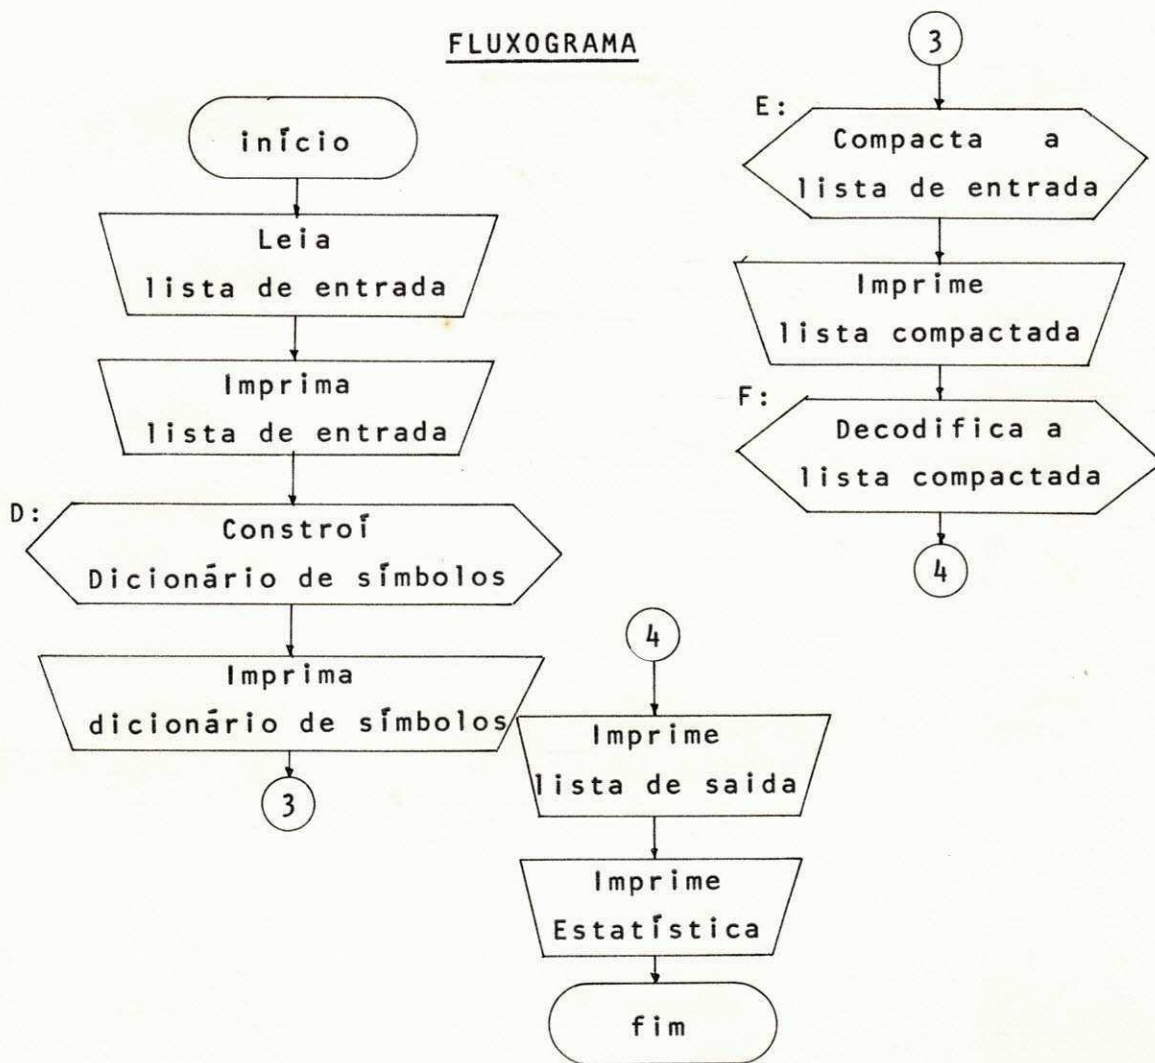 FLUXOGRAMA
início
Leia
lista de entrada
Imprima
lista de entrada
D:
Constroí
Dicionário de símbolos
Imprima
dicionário de símbolos
3
3
E:
Compacta a
lista de entrada
Imprime
lista compactada
F:
Decodifica a
lista compactada
4
4
Imprime
lista de saida
Imprime
Estatística
fim